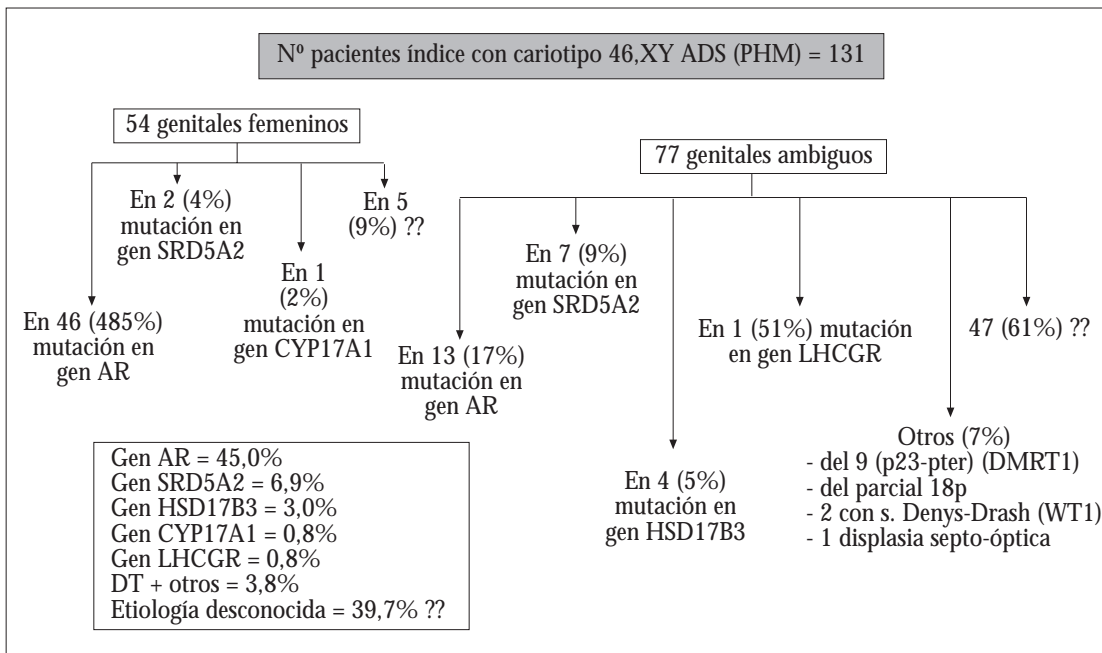 Nº pacientes índice con cariotipo 46,XY ADS (PHM) = 131
54 genitales femeninos
En 46 (485%)
mutación en
gen AR
En 2 (4%)
mutación en
gen SRD5A2
En 1
(2%)
mutación en
gen CYP17A1
En 5
(9%) ??
77 genitales ambiguos
En 13 (17%)
mutación en
gen AR
En 7 (9%)
mutación en
gen SRD5A2
En 4 (5%)
mutación en
gen HSD17B3
En 1 (51%) mutación
en gen LHCGR
Otros (7%)
- del 9 (p23-pter) (DMRT1)
- del parcial 18p
- 2 con s. Denys-Drash (WT1)
- 1 displasia septo-óptica
47 (61%) ??
Gen AR = 45,0%
Gen SRD5A2 = 6,9%
Gen HSD17B3 = 3,0%
Gen CYP17A1 = 0,8%
Gen LHCGR = 0,8%
DT + otros = 3,8%
Etiología desconocida = 39,7% ??